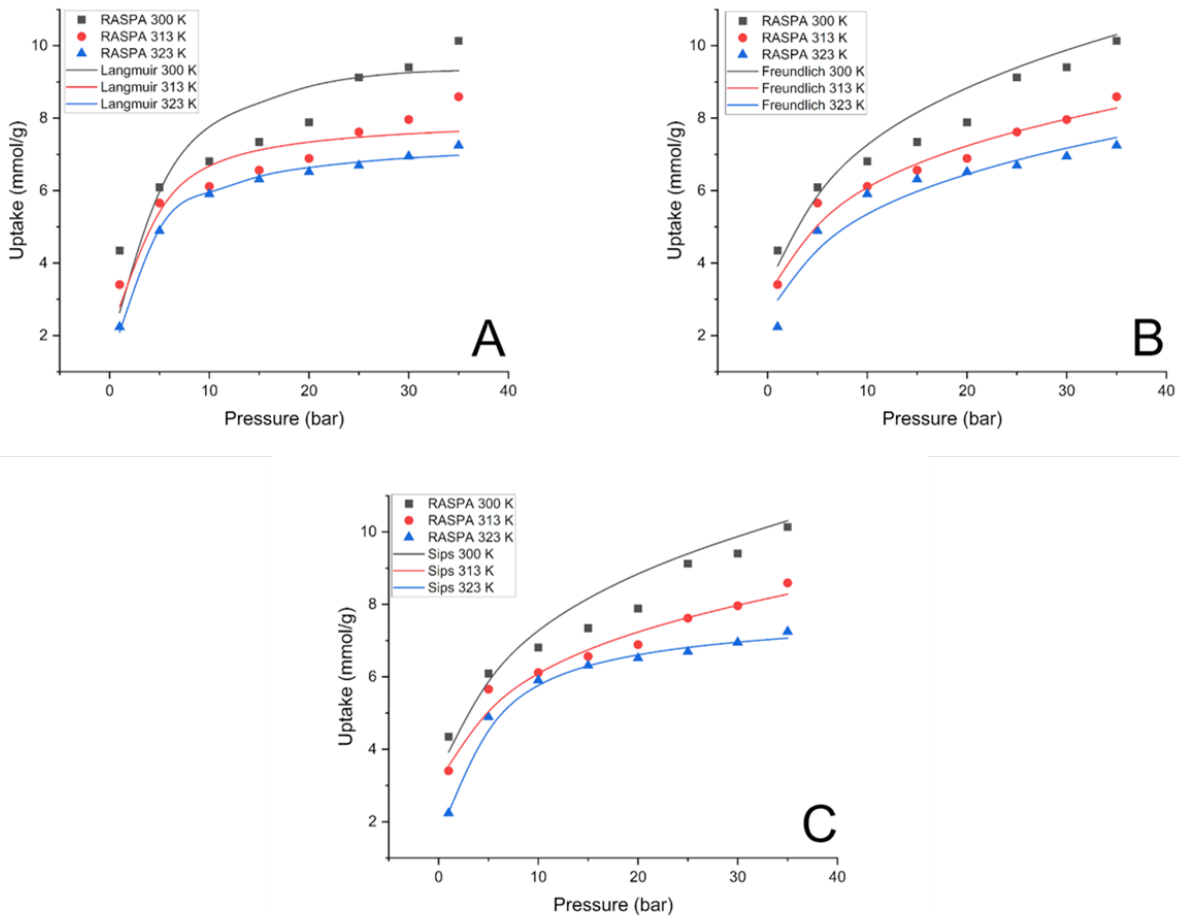 RASPA 300 K
RASPA 313 K
RASPA 323 K
Langmuir 300 K
Langmuir 313 K
Langmuir 323 K
10
8
6
4
2
Uptake (mmol/g)
0
10
20
30
40
Pressure (bar)
A
RASPA 300 K
RASPA 313 K
RASPA 323 K
Freundlich 300 K
Freundlich 313 K
Freundlich 323 K
10
8
6
4
2
Uptake (mmol/g)
0
10
20
30
40
Pressure (bar)
B
RASPA 300 K
RASPA 313 K
RASPA 323 K
Sips 300 K
Sips 313 K
Sips 323 K
10
8
6
4
2
Uptake (mmol/g)
0
10
20
30
40
Pressure (bar)
C